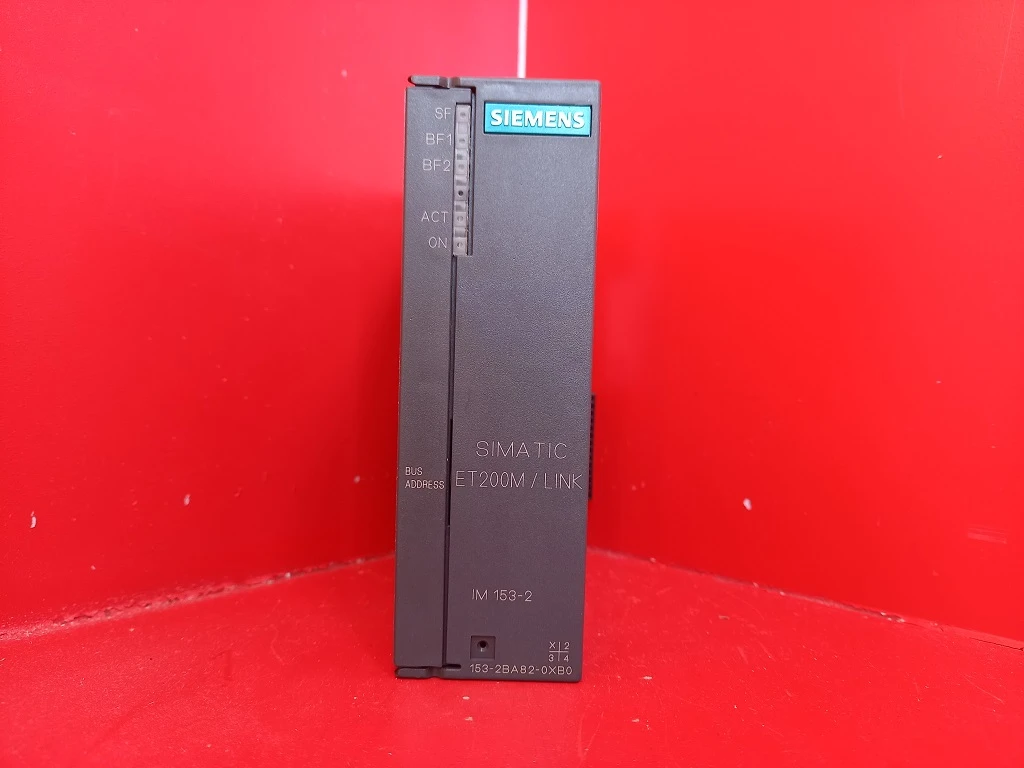 SIEMENS
SF
BF1
BF2
ACT
ON
SIMATIC
ET200M / LINK
BUS
ADDRESS
IM 153-2
X 2
3 4
153-2BA82-0XB0